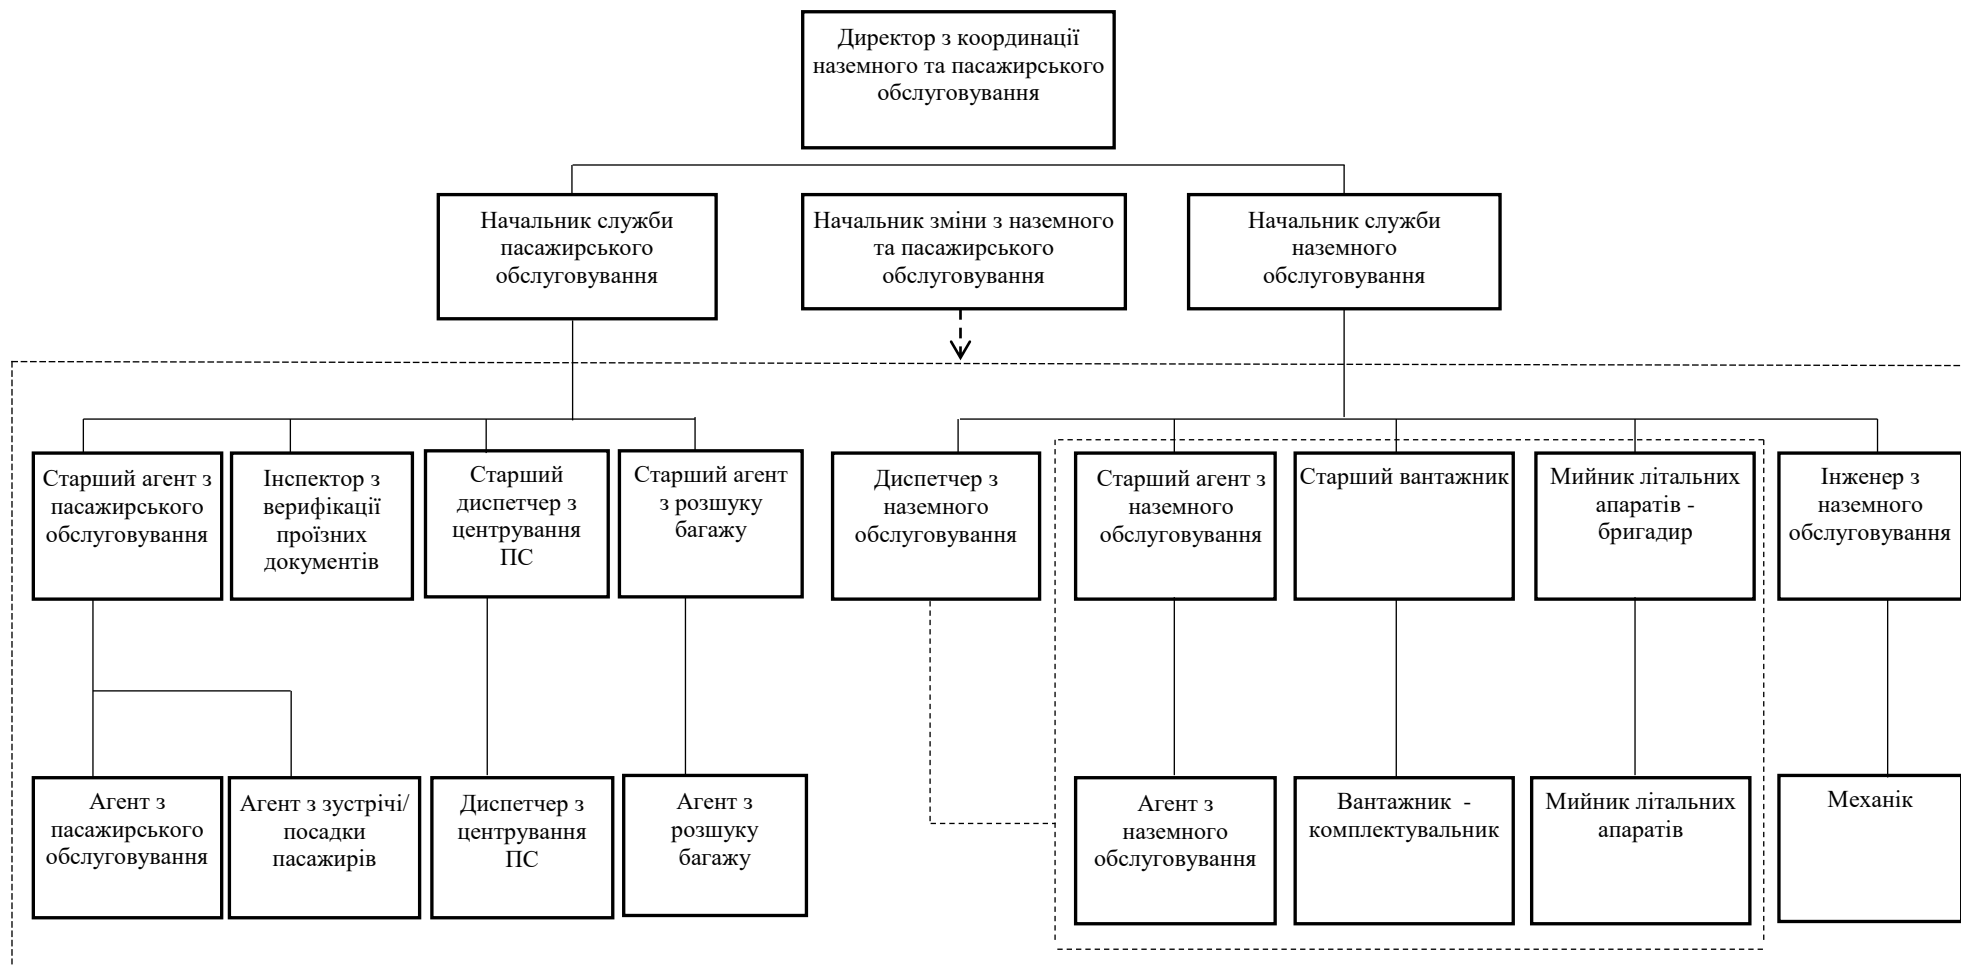 Директор з координації
наземного та пасажирського
обслуговування
Начальник служби
пасажирського
обслуговування
Начальник зміни з наземного
та пасажирського
обслуговування
Начальник служби
наземного
обслуговування
Старший агент з
пасажирського
обслуговування
Інспектор з
верифікації
проїзних
документів
Старший
диспетчер з
центрування
ПС
Старший агент
з розшуку
багажу
Диспетчер з
наземного
обслуговування
Старший агент з
наземного
обслуговування
Старший вантажник
Мийник літальних
апаратів -
бригадир
Інженер з
наземного
обслуговування
Агент з
пасажирського
обслуговування
Агент з зустрічі/
посадки
пасажирів
Диспетчер з
центрування
ПС
Агент з
розшуку
багажу
Агент з
наземного
обслуговування
Вантажник -
комплектувальник
Мийник літальних
апаратів
Механік